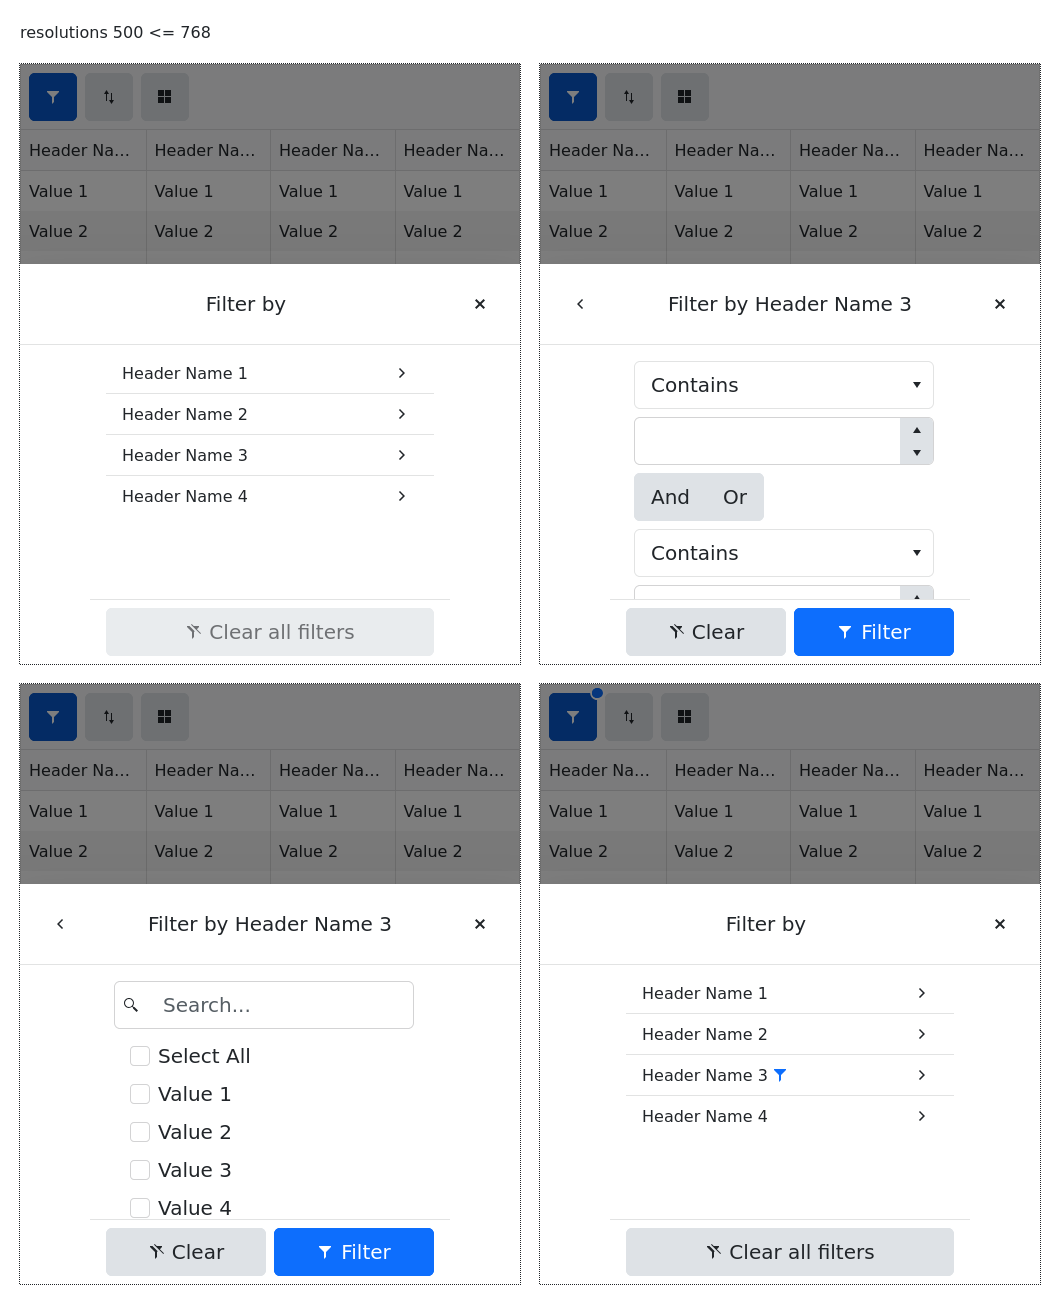 resolutions 500 <= 768
Header Na... Header Na... Header Na... Header Na...
Value 1 Value 1 Value 1 Value 1
Value 2 Value 2 Value 2 Value 2
Filter by
Header Name 1
Header Name 2
Header Name 3
Header Name 4
Clear all filters
Header Na... Header Na... Header Na... Header Na...
Value 1 Value 1 Value 1 Value 1
Value 2 Value 2 Value 2 Value 2
Filter by Header Name 3
Contains
And Or
Contains
Clear Filter
Header Na... Header Na... Header Na... Header Na...
Value 1 Value 1 Value 1 Value 1
Value 2 Value 2 Value 2 Value 2
Filter by Header Name 3
Search...
Select All
Value 1
Value 2
Value 3
Value 4
Clear Filter
Header Na... Header Na... Header Na... Header Na...
Value 1 Value 1 Value 1 Value 1
Value 2 Value 2 Value 2 Value 2
Filter by
Header Name 1
Header Name 2
Header Name 3
Header Name 4
Clear all filters